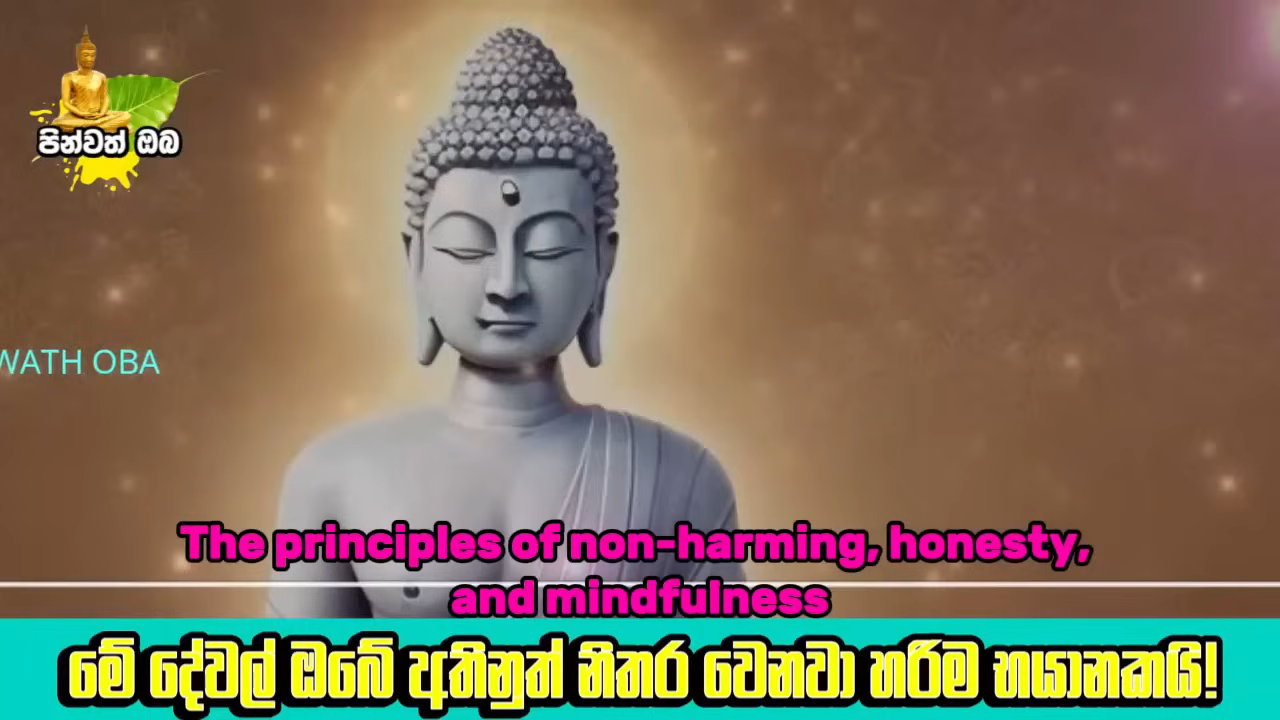 පින්වත් ඔබ
WATH OBA
The principles of non-harming, honesty,
and mindfulness
මේ දේවල් ඔබේ අතිනුත් නිතර වෙනවා හරිම භයානකයි!